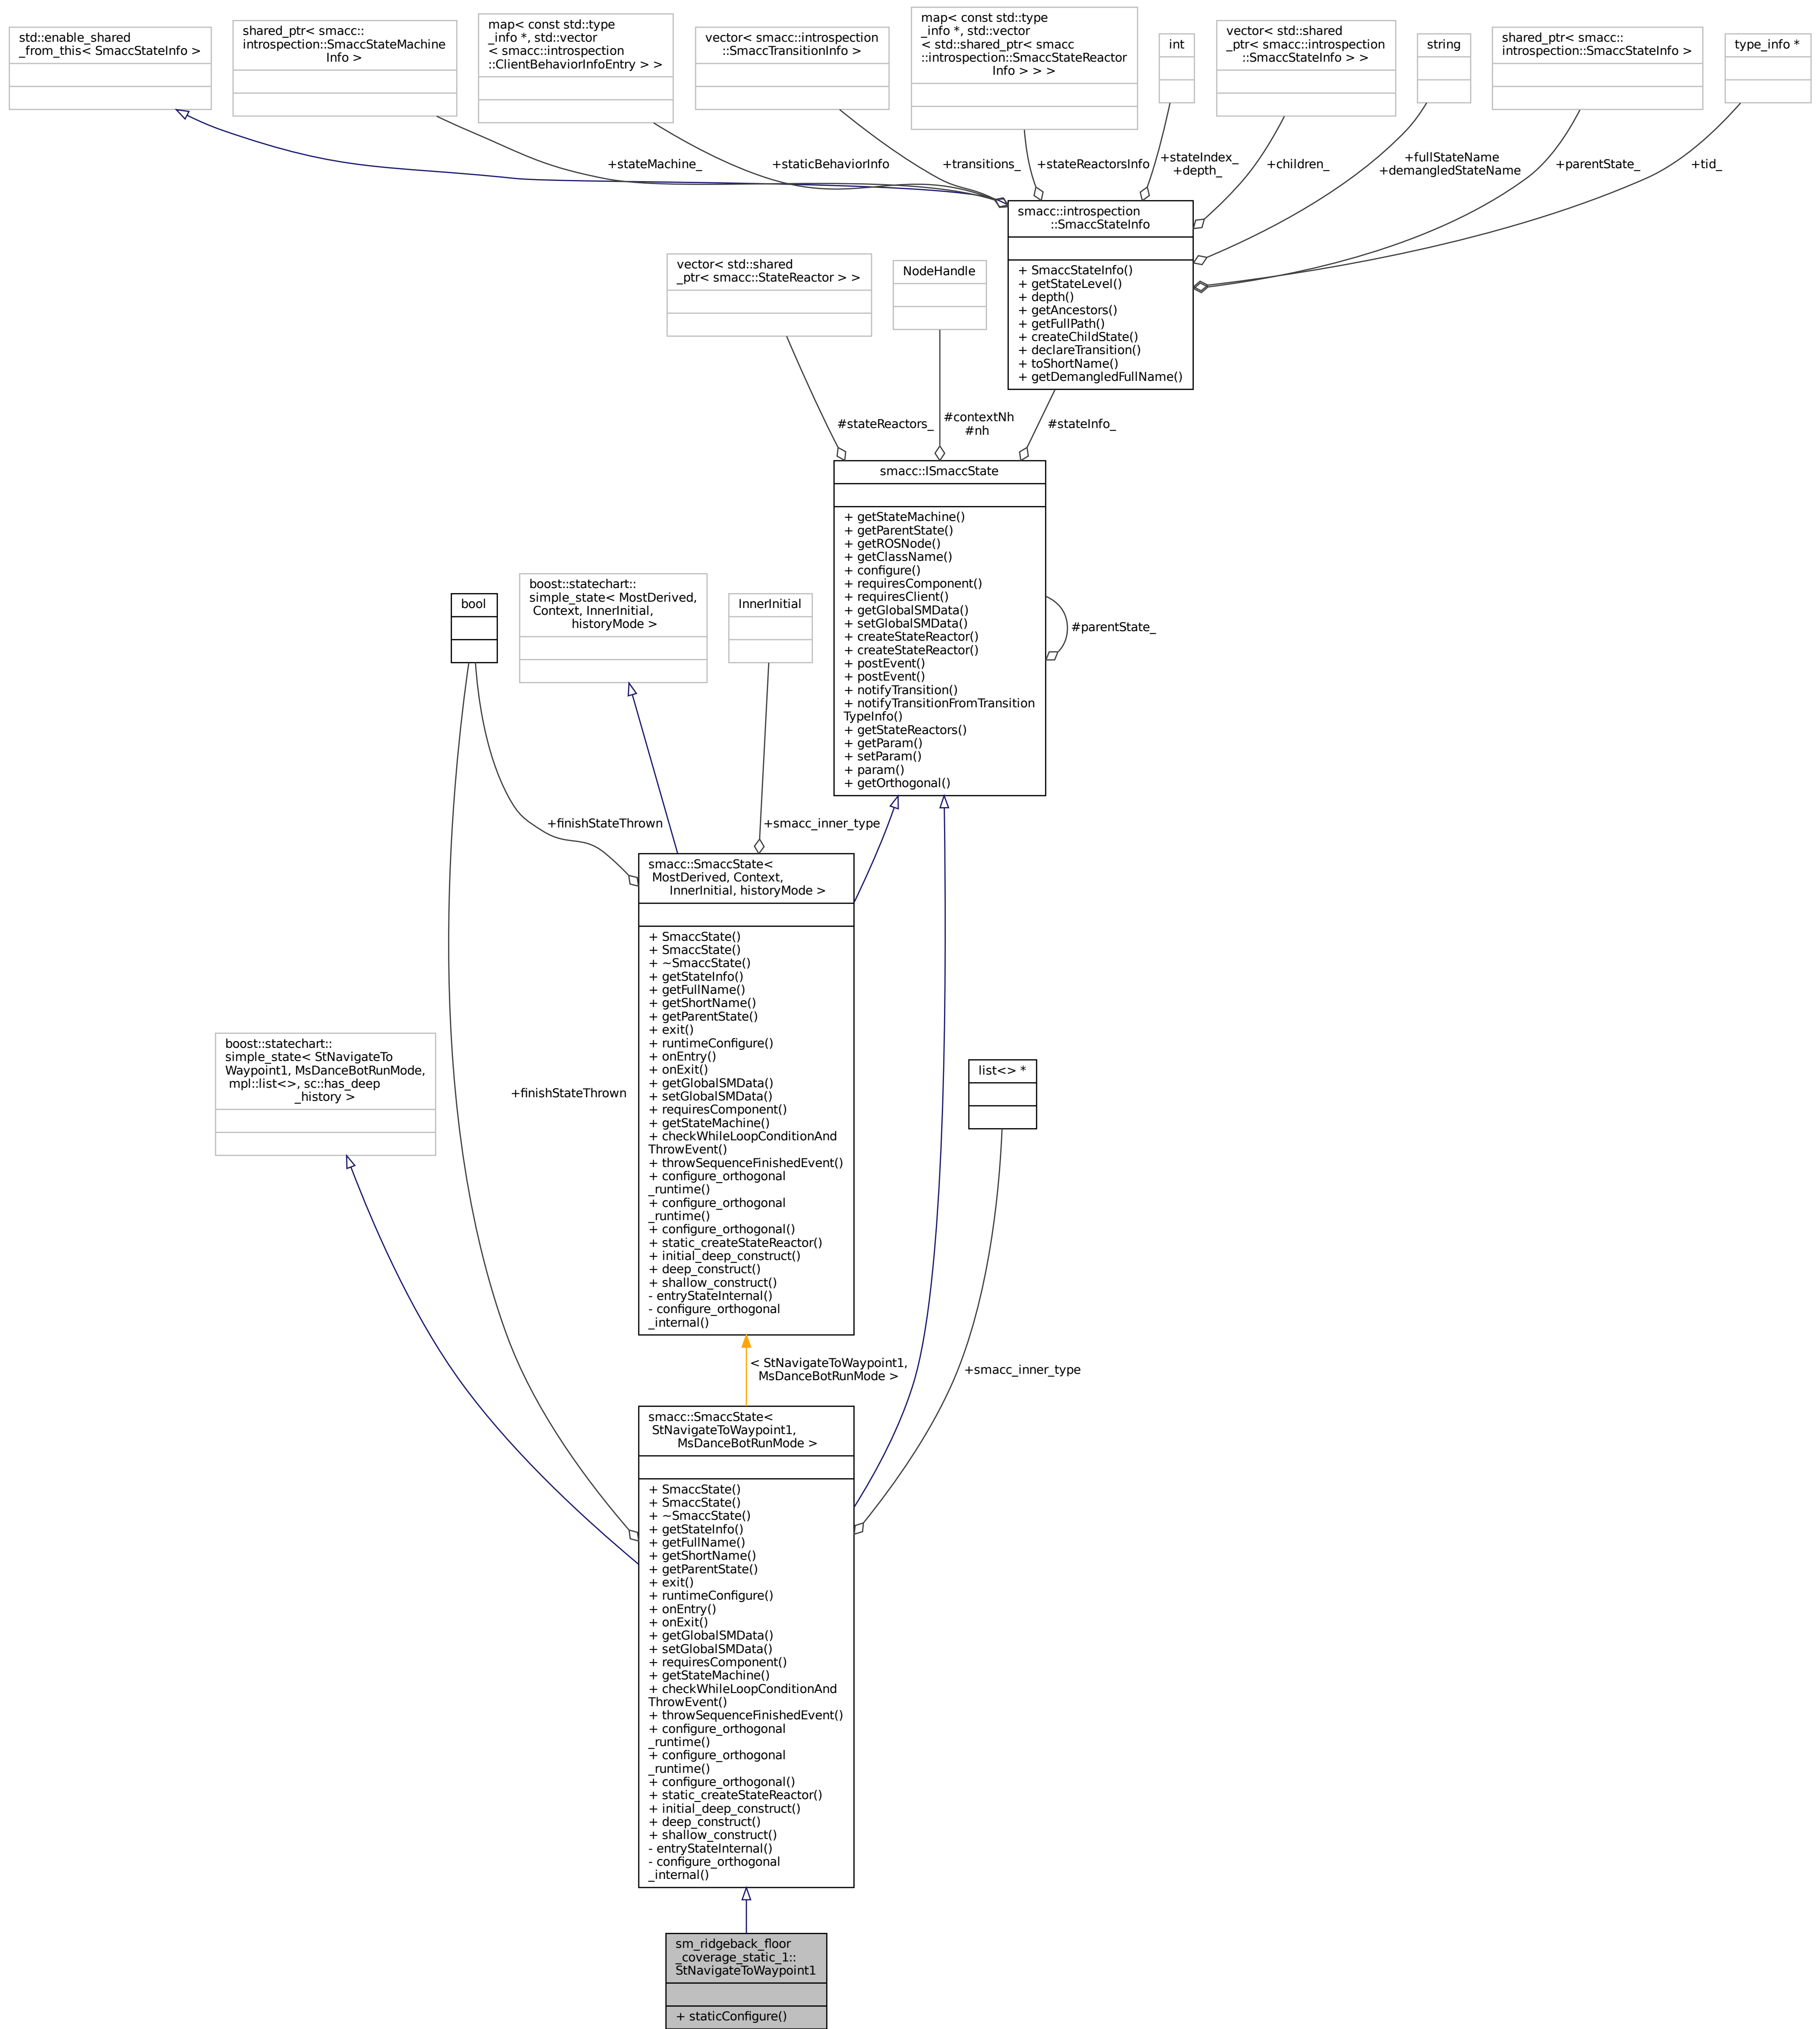 std::enable_shared
_from_this< SmaccStateInfo >
shared_ptr< smacc::
introspection::SmaccStateMachine
Info >
map< const std::type
_info *, std::vector
< smacc::introspection
::ClientBehaviorInfoEntry > >
vector< smacc::introspection
::SmaccTransitionInfo >
map< const std::type
_info *, std::vector
< std::shared_ptr< smacc
::introspection::SmaccStateReactor
Info > > >
int
vector< std::shared
_ptr< smacc::introspection
::SmaccStateInfo > >
string
shared_ptr< smacc::
introspection::SmaccStateInfo >
type_info *
+stateMachine_
+staticBehaviorInfo
+transitions_
+stateReactorsInfo
+stateIndex_
+depth_
+children_
+fullStateName
+demangledStateName
+parentState_
+tid_
smacc::introspection
::SmaccStateInfo
+ SmaccStateInfo()
+ getStateLevel()
+ depth()
+ getAncestors()
+ getFullPath()
+ createChildState()
+ declareTransition()
+ toShortName()
+ getDemangledFullName()
vector< std::shared
_ptr< smacc::StateReactor > >
NodeHandle
#stateReactors_
#contextNh
#nh
#stateInfo_
smacc::ISmaccState
+ getStateMachine()
+ getParentState()
+ getROSNode()
+ getClassName()
+ configure()
+ requiresComponent()
+ requiresClient()
+ getGlobalSMData()
+ setGlobalSMData()
+ createStateReactor()
+ createStateReactor()
+ postEvent()
+ postEvent()
+ notifyTransition()
+ notifyTransitionFromTransition
TypeInfo()
+ getStateReactors()
+ getParam()
+ setParam()
+ param()
+ getOrthogonal()
#parentState_
bool
boost::statechart::
simple_state< MostDerived,
Context, InnerInitial,
historyMode >
InnerInitial
+finishStateThrown
+smacc_inner_type
smacc::SmaccState<
MostDerived, Context,
InnerInitial, historyMode >
+ SmaccState()
+ SmaccState()
+ ~SmaccState()
+ getStateInfo()
+ getFullName()
+ getShortName()
+ getParentState()
+ exit()
+ runtimeConfigure()
+ onEntry()
+ onExit()
+ getGlobalSMData()
+ setGlobalSMData()
+ requiresComponent()
+ getStateMachine()
+ checkWhileLoopConditionAnd
ThrowEvent()
+ throwSequenceFinishedEvent()
+ configure_orthogonal
_runtime()
+ configure_orthogonal
_runtime()
+ configure_orthogonal()
+ static_createStateReactor()
+ initial_deep_construct()
+ deep_construct()
+ shallow_construct()
- entryStateInternal()
- configure_orthogonal
_internal()
boost::statechart::
simple_state< StNavigateTo
Waypoint1, MsDanceBotRunMode,
mpl::list<>, sc::has_deep
_history >
+finishStateThrown
list<> *
< StNavigateToWaypoint1,
MsDanceBotRunMode >
+smacc_inner_type
smacc::SmaccState<
StNavigateToWaypoint1,
MsDanceBotRunMode >
+ SmaccState()
+ SmaccState()
+ ~SmaccState()
+ getStateInfo()
+ getFullName()
+ getShortName()
+ getParentState()
+ exit()
+ runtimeConfigure()
+ onEntry()
+ onExit()
+ getGlobalSMData()
+ setGlobalSMData()
+ requiresComponent()
+ getStateMachine()
+ checkWhileLoopConditionAnd
ThrowEvent()
+ throwSequenceFinishedEvent()
+ configure_orthogonal
_runtime()
+ configure_orthogonal
_runtime()
+ configure_orthogonal()
+ static_createStateReactor()
+ initial_deep_construct()
+ deep_construct()
+ shallow_construct()
- entryStateInternal()
- configure_orthogonal
_internal()
sm_ridgeback_floor
_coverage_static_1::
StNavigateToWaypoint1
+ staticConfigure()